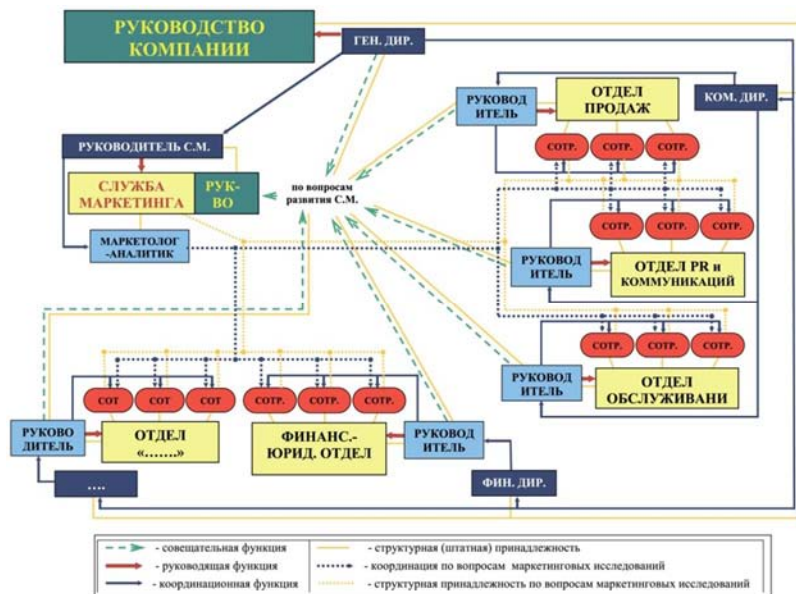 РУКОВОДСТВО
КОМПАНИИ
ГЕН. ДИР.
РУКОВОД
ИТЕЛЬ
ОТДЕЛ
ПРОДАЖ
КОМ. ДИР.
РУКОВОДИТЕЛЬ С.М.
СОТР.
СОТР.
СОТР.
СЛУЖБА
МАРКЕТИНГА
РУК-
ВО
по вопросам
развития С.М.
МАРКЕТОЛОГ
-АНАЛИТИК
СОТР.
СОТР.
СОТР.
РУКОВОД
ИТЕЛЬ
ОТДЕЛ PR и
КОММУНИКАЦИЙ
СОТР.
СОТР.
СОТР.
РУКОВОД
ИТЕЛЬ
ОТДЕЛ
ОБСЛУЖИВАНИ
СОТ
СОТ
СОТ
СОТР.
СОТР.
СОТР.
РУКОВО
ДИТЕЛЬ
ОТДЕЛ
«…….»
ФИНАНС.-
ЮРИД. ОТДЕЛ
РУКОВОД
ИТЕЛЬ
….
ФИН. ДИР.
- совещательная функция
- структурная (штатная) принадлежность
- руководящая функция
- координация по вопросам маркетинговых исследований
- координационная функция
- структурная принадлежность по вопросам маркетинговых исследований